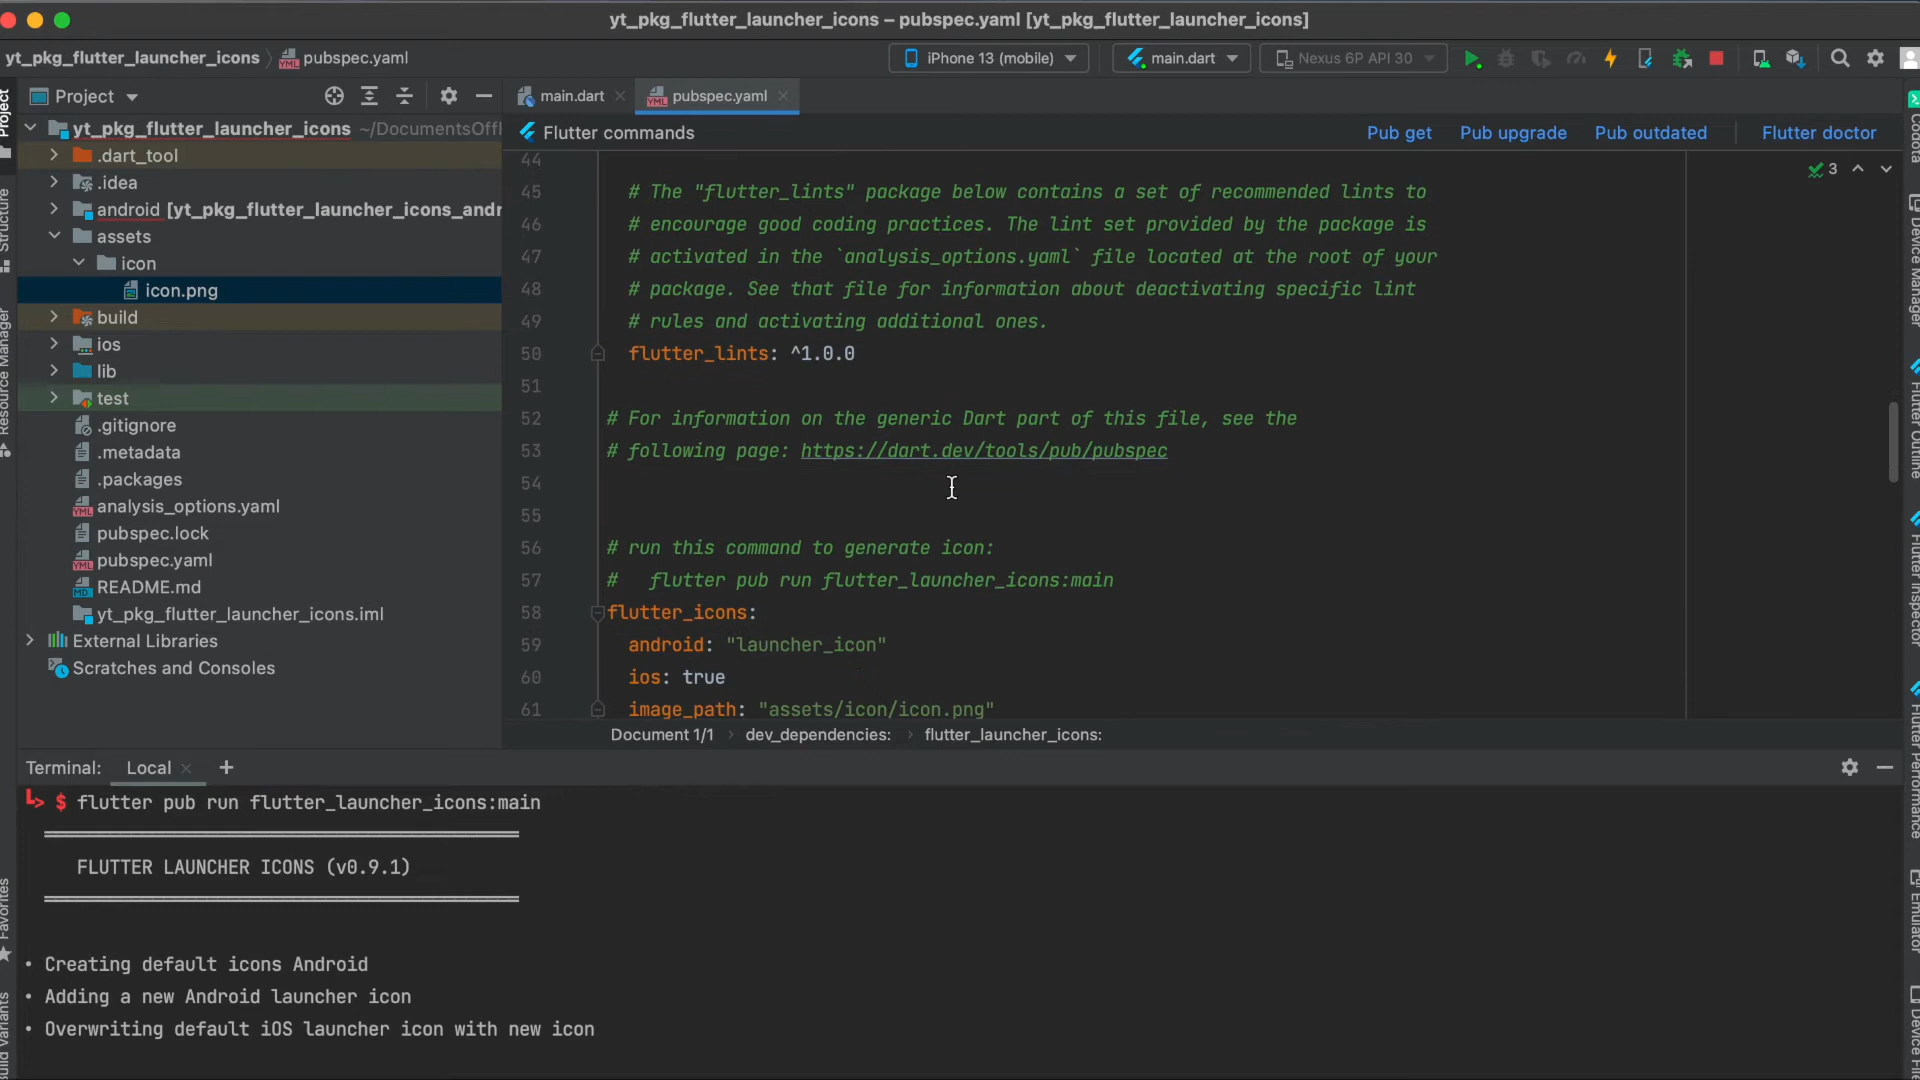 yt_pkg_flutter_launcher_icons – pubspec.yaml [yt_pkg_flutter_launcher_icons]
yt_pkg_flutter_launcher_icons pubspec.yaml
iPhone 13 (mobile) main.dart Nexus 6P API 30
Project
main.dart pubspec.yaml
Flutter commands Pub get Pub upgrade Pub outdated Flutter doctor
yt_pkg_flutter_launcher_icons ~/DocumentsOffl
.dart_tool
.idea
android [yt_pkg_flutter_launcher_icons_andr
assets
icon
icon.png
build
ios
lib
test
.gitignore
.metadata
.packages
analysis_options.yaml
pubspec.lock
pubspec.yaml
README.md
yt_pkg_flutter_launcher_icons.iml
External Libraries
Scratches and Consoles
3
44
45 # The "flutter_lints" package below contains a set of recommended lints to
46 # encourage good coding practices. The lint set provided by the package is
47 # activated in the `analysis_options.yaml` file located at the root of your
48 # package. See that file for information about deactivating specific lint
49 # rules and activating additional ones.
50 flutter_lints: ^1.0.0
51
52 # For information on the generic Dart part of this file, see the
53 # following page: https://dart.dev/tools/pub/pubspec
54
55
56 # run this command to generate icon:
57 # flutter pub run flutter_launcher_icons:main
58 flutter_icons:
59 android: "launcher_icon"
60 ios: true
61 image_path: "assets/icon/icon.png"
Document 1/1 dev_dependencies: flutter_launcher_icons:
Terminal: Local
$ flutter pub run flutter_launcher_icons:main
FLUTTER LAUNCHER ICONS (v0.9.1)
• Creating default icons Android
• Adding a new Android launcher icon
• Overwriting default iOS launcher icon with new icon
Project
Structure
Resource Manager
Favorites
Build Variants
Codota
Device Manager
Flutter Outline
Flutter Inspector
Flutter Performance
Emulator
Device File